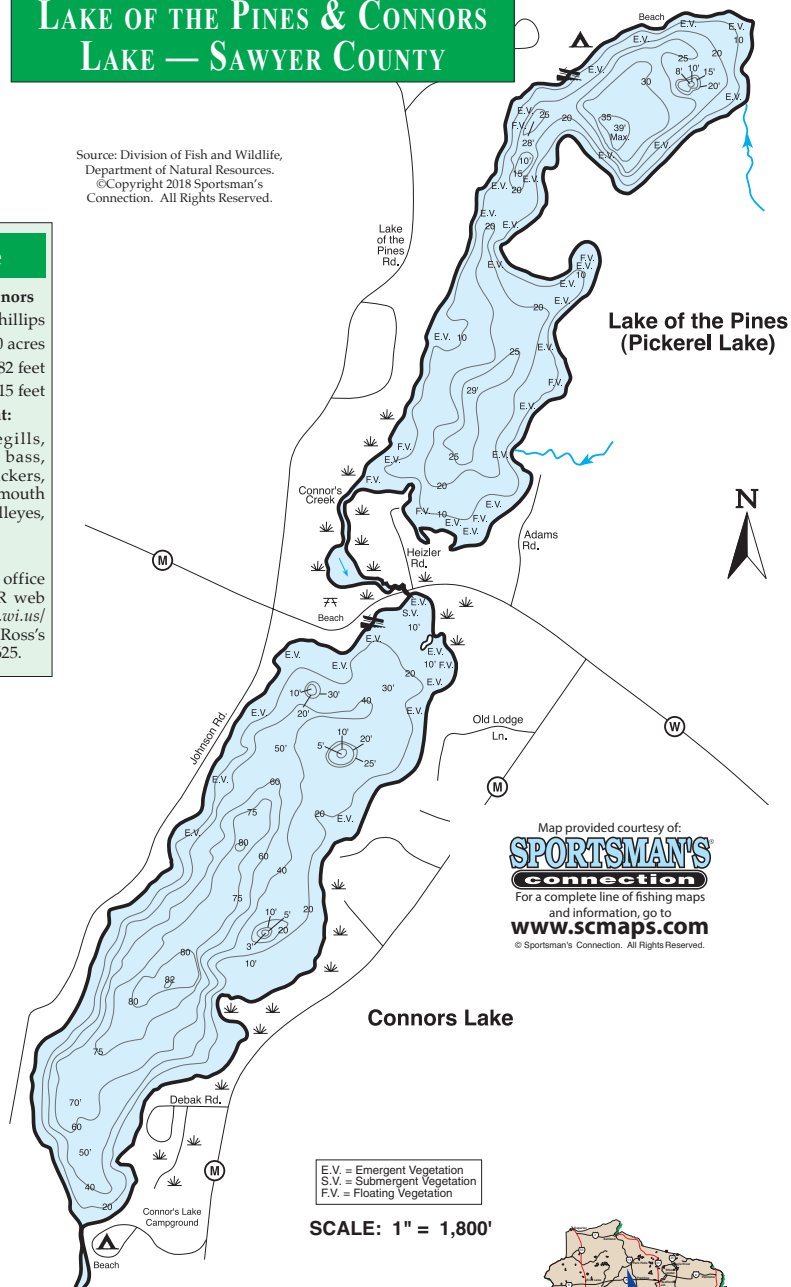 LAKE OF THE PINES & CONNORS
LAKE — SAWYER COUNTY
Source: Division of Fish and Wildlife,
Department of Natural Resources.
©Copyright 2018 Sportsman's
Connection. All Rights Reserved.
nors
hillips
acres
82 feet
15 feet
t:
egills,
bass,
ckers,
mouth
lleyes,
office
R web
.wi.us/
Ross's
625.
Beach
E.V.
E.V.
10
E.V.
20
25
E.V.
30
8'
10'
15'
20'
E.V.
E.V.
F.V.
25
20
35
39'
Max.
28'
E.V.
E.V.
10'
15
E.V.
E.V.
20
E.V.
20
E.V.
Lake
of the
Pines
Rd.
E.V.
F.V.
E.V.
10
E.V.
E.V.
20
Lake of the Pines
(Pickerel Lake)
E.V.
10
25
E.V.
29'
F.V.
E.V.
F.V.
E.V.
25
E.V.
F.V.
20
Connor's
Creek
F.V.
10
E.V.
E.V.
F.V.
E.V.
N
Adams
Rd.
Heizler
Rd.
M
Beach
E.V.
S.V.
10'
E.V.
E.V.
10'
F.V.
E.V.
E.V.
20
E.V.
30'
10'
30'
40
20'
E.V.
E.V.
Johnson Rd.
10'
5'
20'
25'
50'
Old Lodge
Ln.
W
M
E.V.
60
75
20
E.V.
E.V.
80
60
40
75
10'
5'
20
20
3'
10'
80
82
80
Map provided courtesy of:
SPORTSMAN'S
connection
For a complete line of fishing maps
and information, go to
www.scmaps.com
© Sportsman's Connection. All Rights Reserved.
Connors Lake
75
70'
60
50'
40
20
Debak Rd.
M
Connor's Lake
Campground
Beach
E.V. = Emergent Vegetation
S.V. = Submergent Vegetation
F.V. = Floating Vegetation
SCALE: 1" = 1,800'